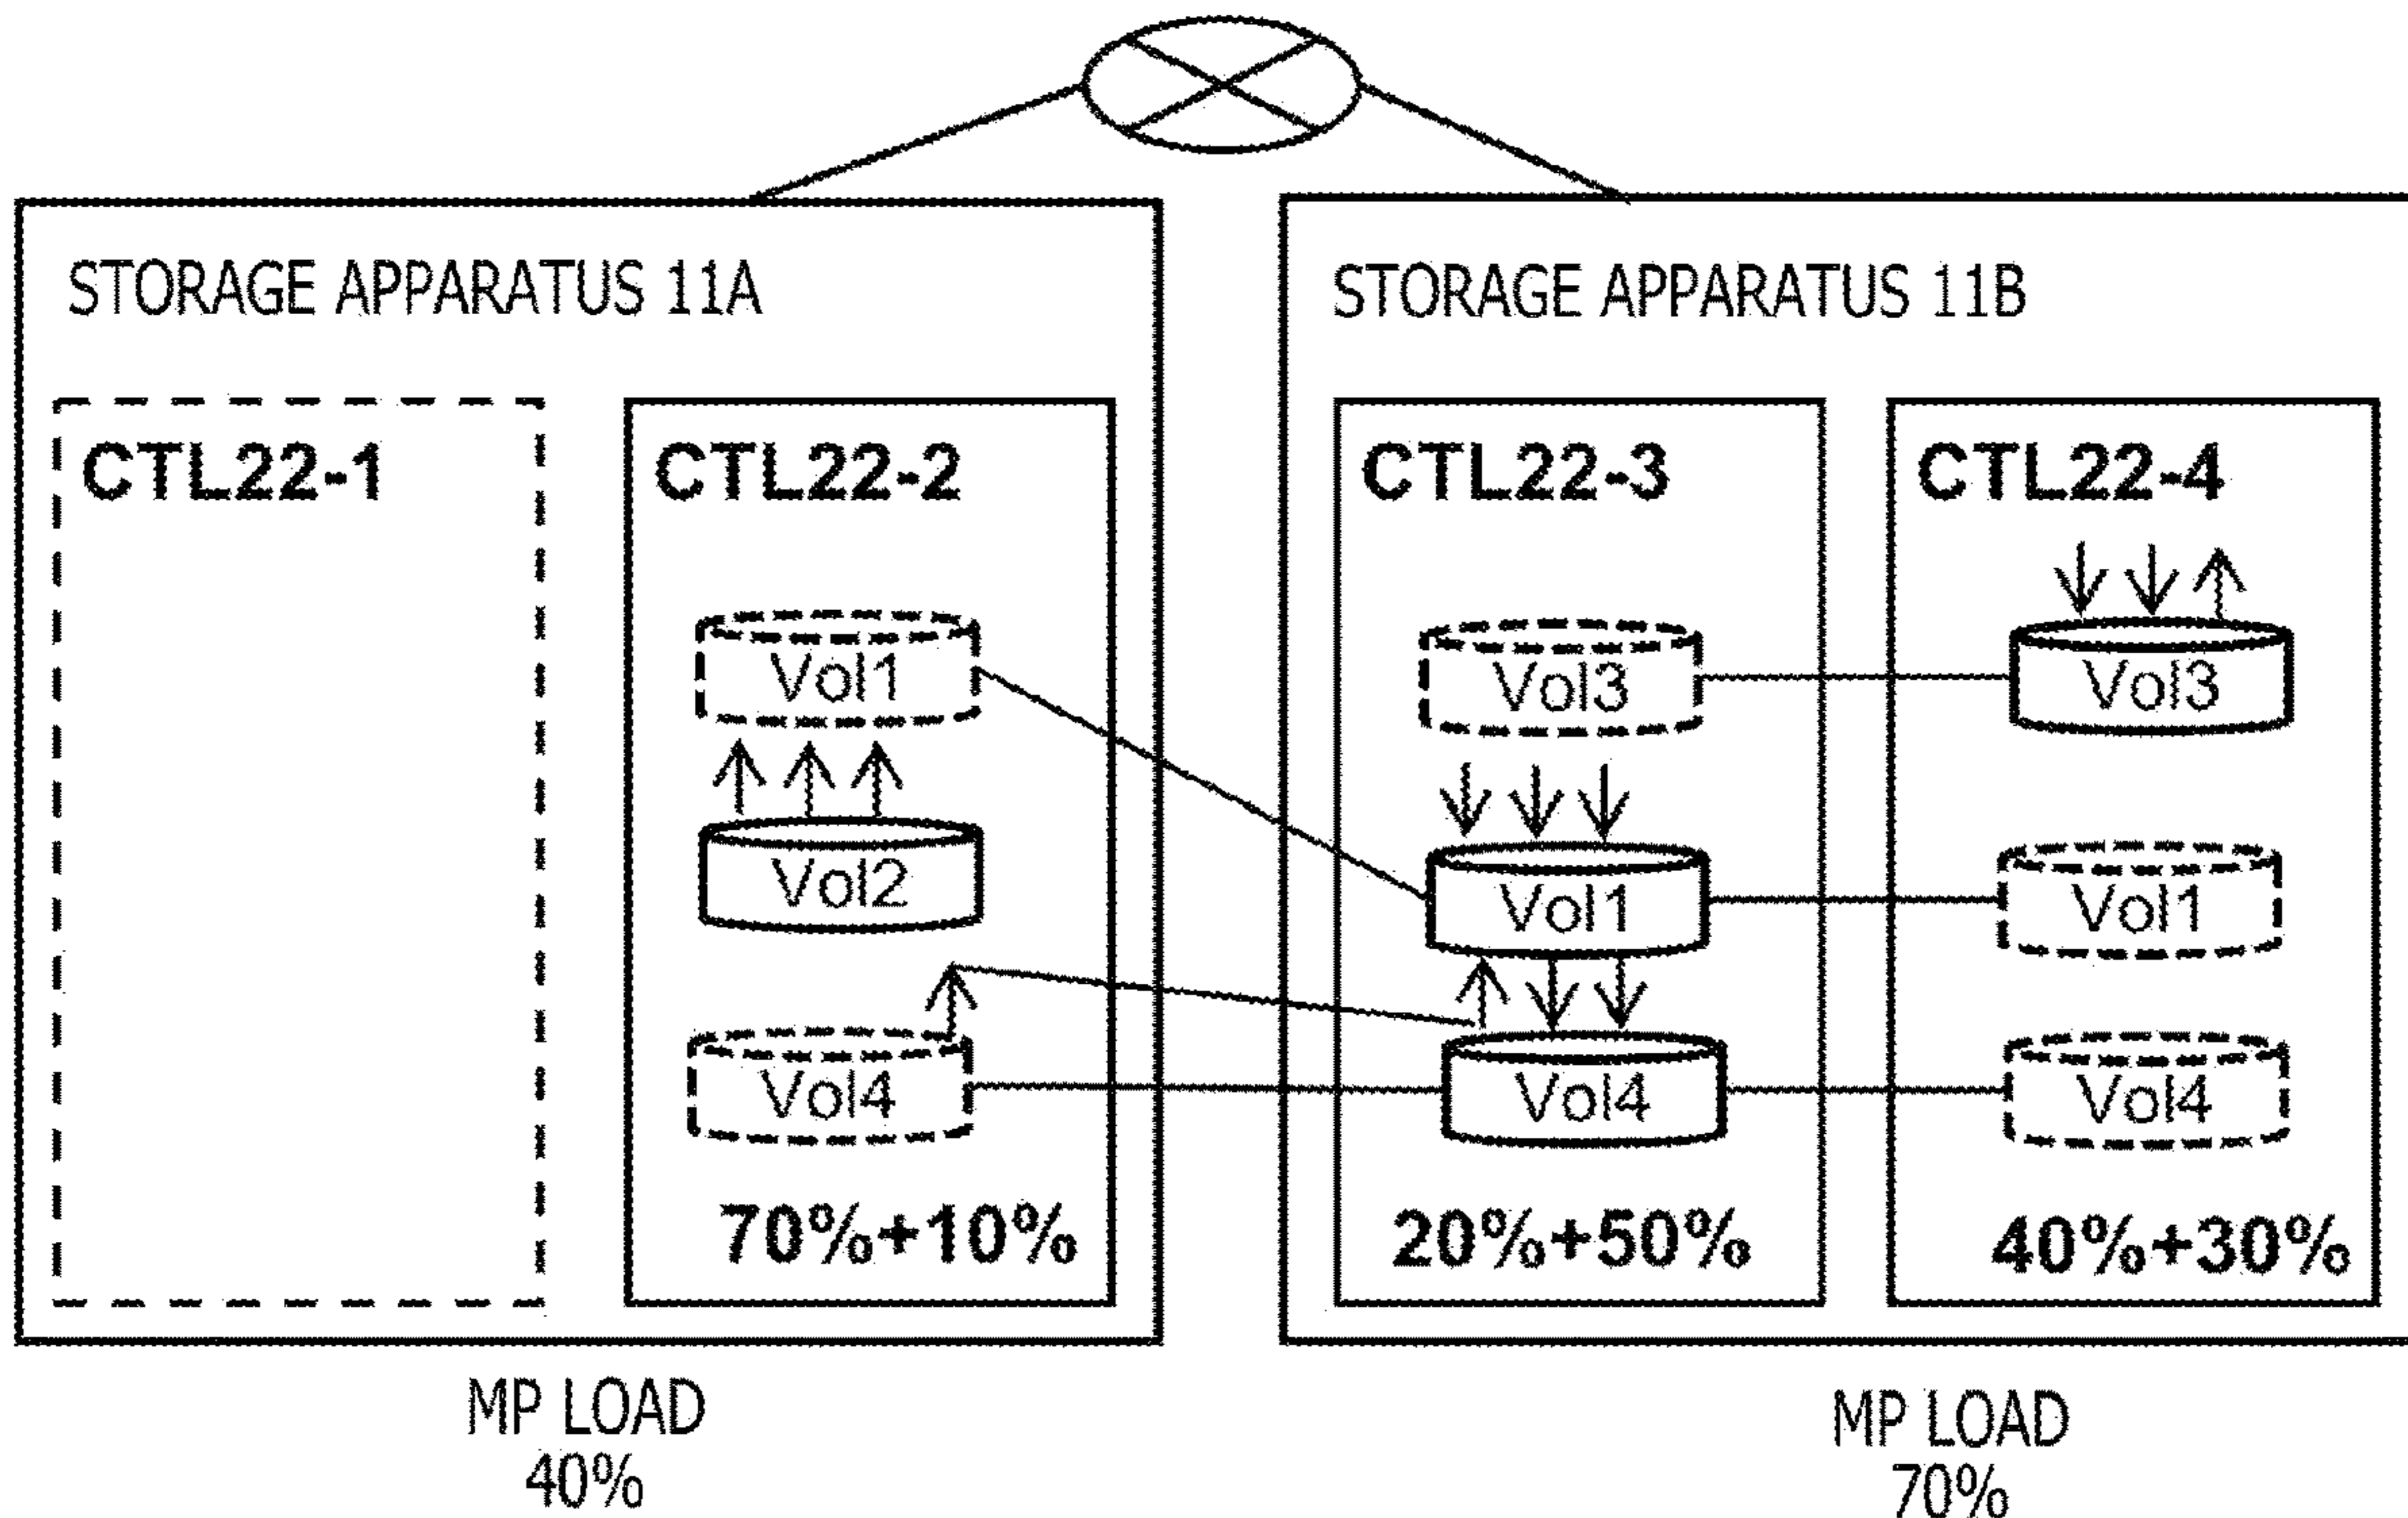 STORAGE APPARATUS 11A
CTL22-1
CTL22-2
Vol1
Vol2
Vol4
70%+10%
MP LOAD
40%
STORAGE APPARATUS 11B
CTL22-3
Vol3
Vol1
Vol4
20%+50%
CTL22-4
Vol3
Vol1
Vol4
40%+30%
MP LOAD
70%